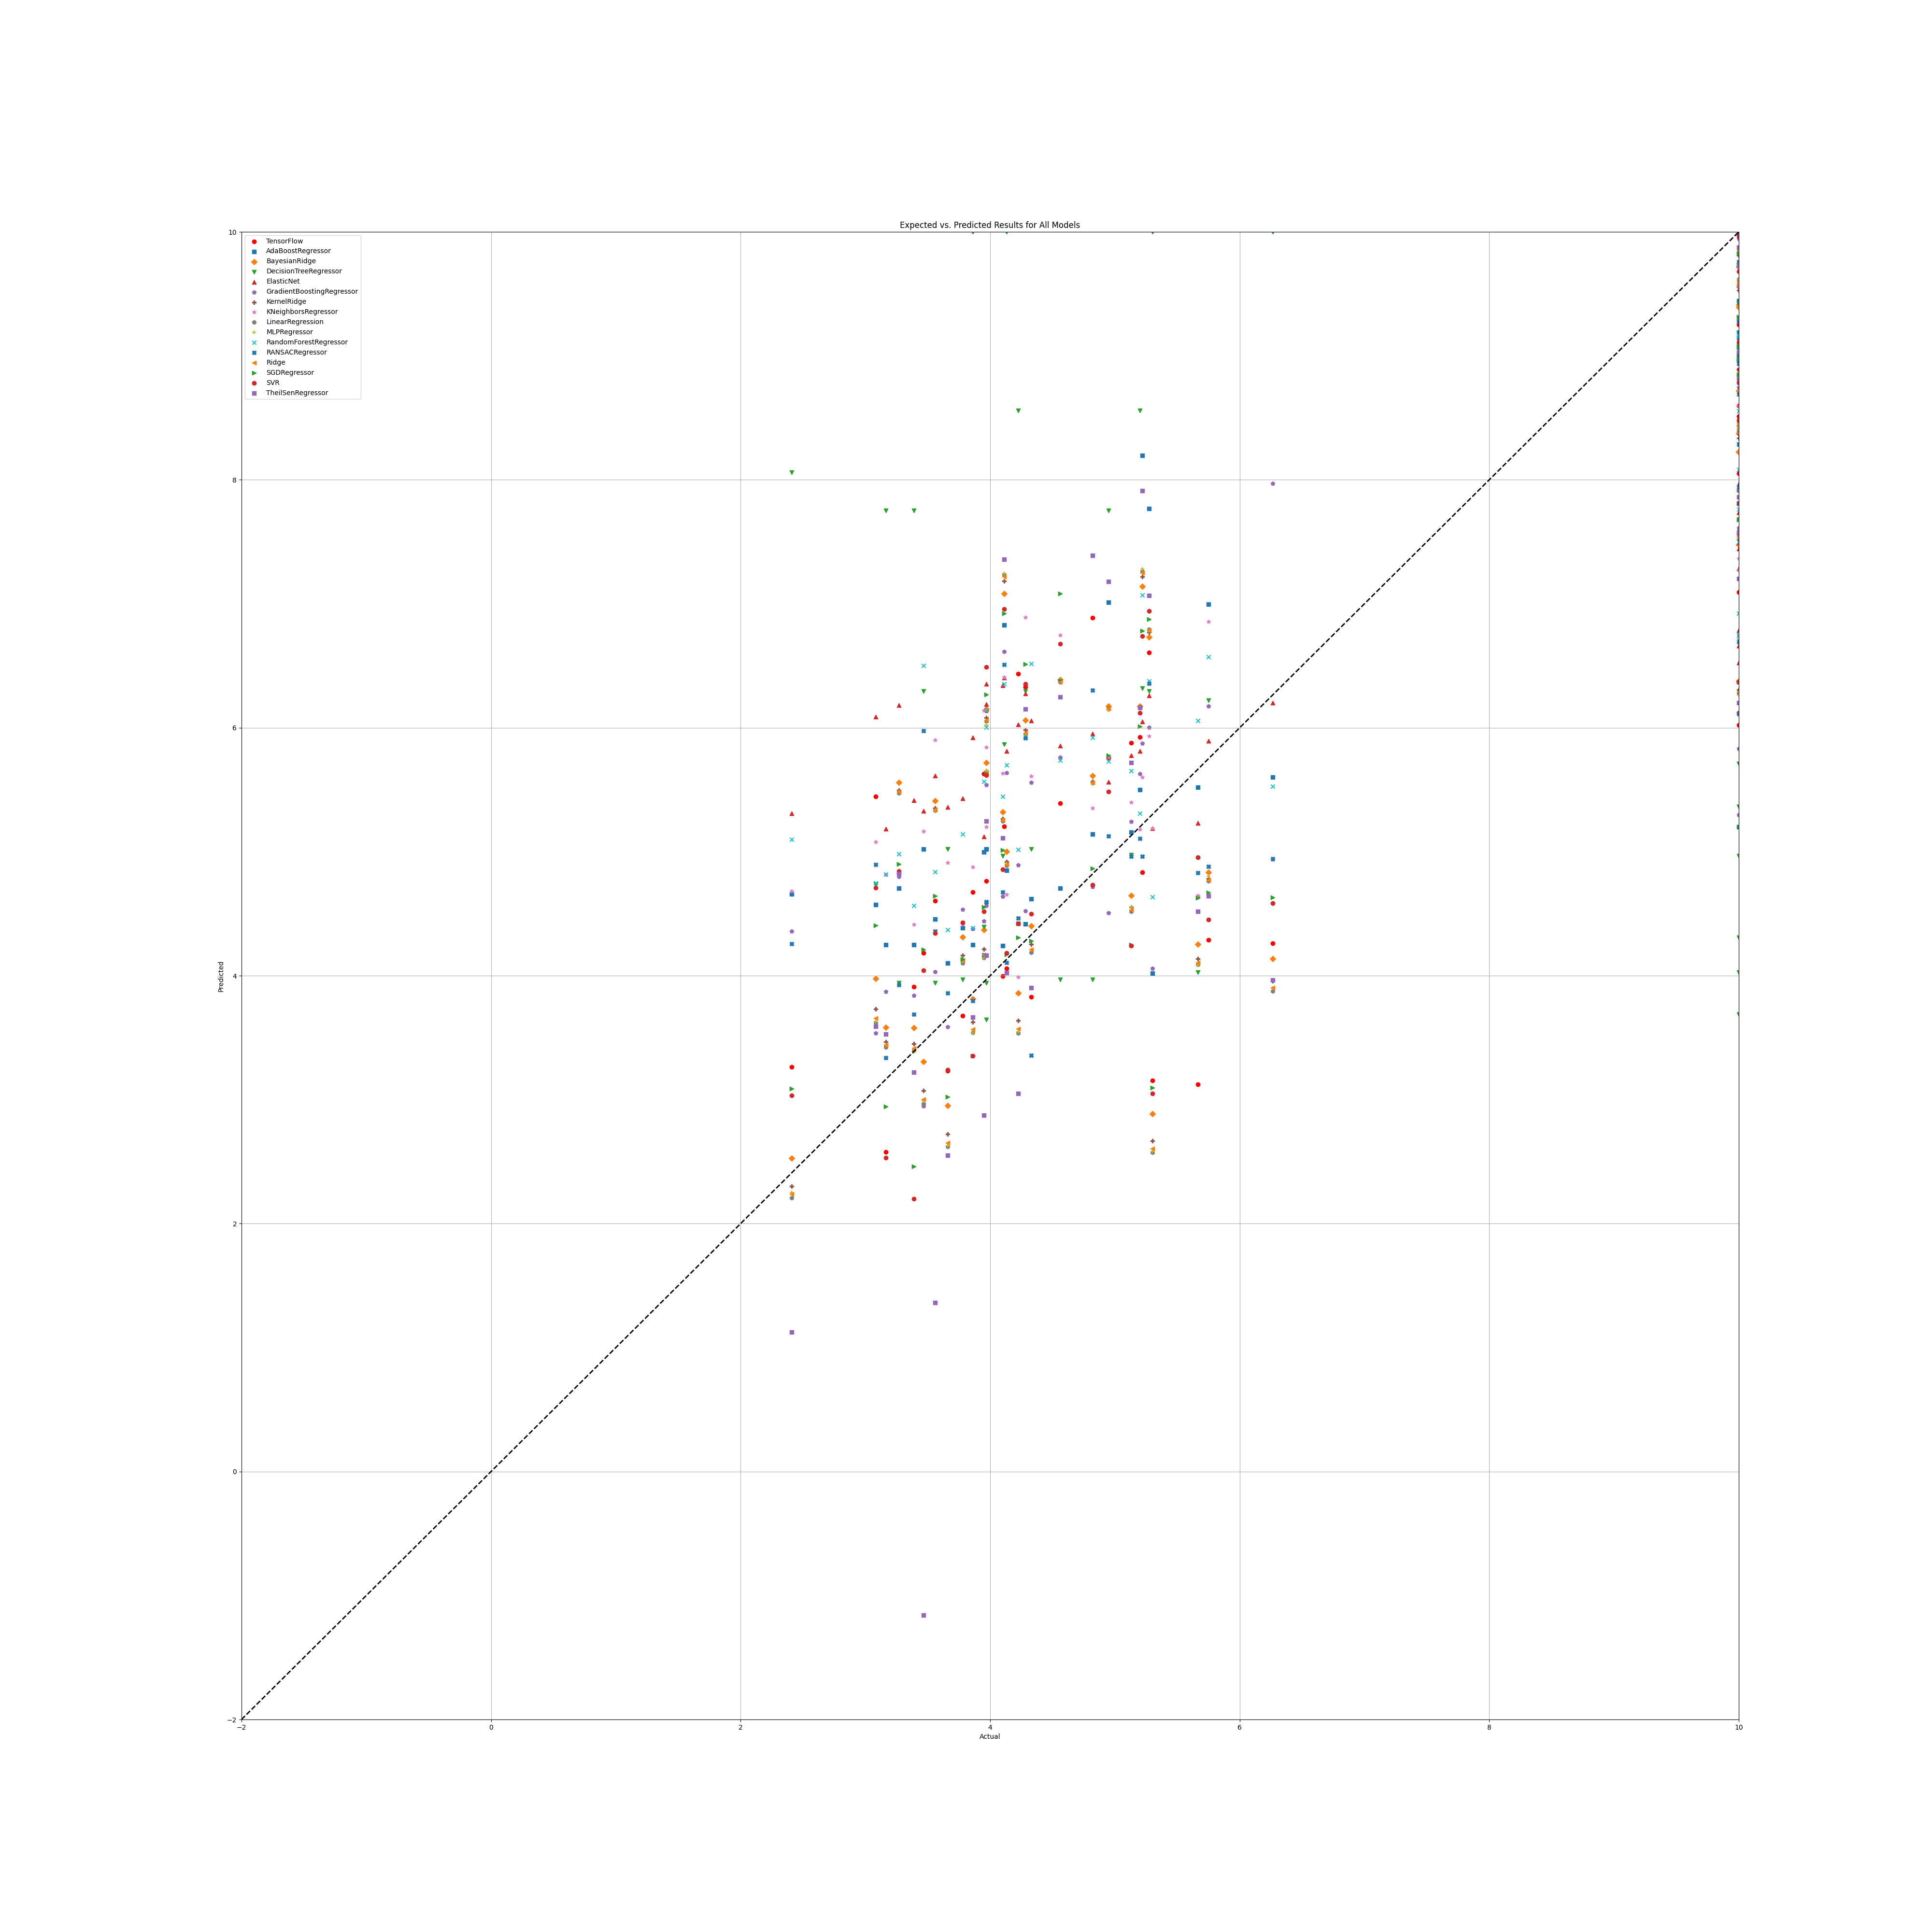 Expected vs. Predicted Results for All Models
TensorFlow
AdaBoostRegressor
BayesianRidge
DecisionTreeRegressor
ElasticNet
GradientBoostingRegressor
KernelRidge
KNeighborsRegressor
LinearRegression
MLPRegressor
RandomForestRegressor
RANSACRegressor
Ridge
SGDRegressor
SVR
TheilSenRegressor
10
8
6
4
2
0
−2
Predicted
−2
0
2
4
6
8
10
Actual